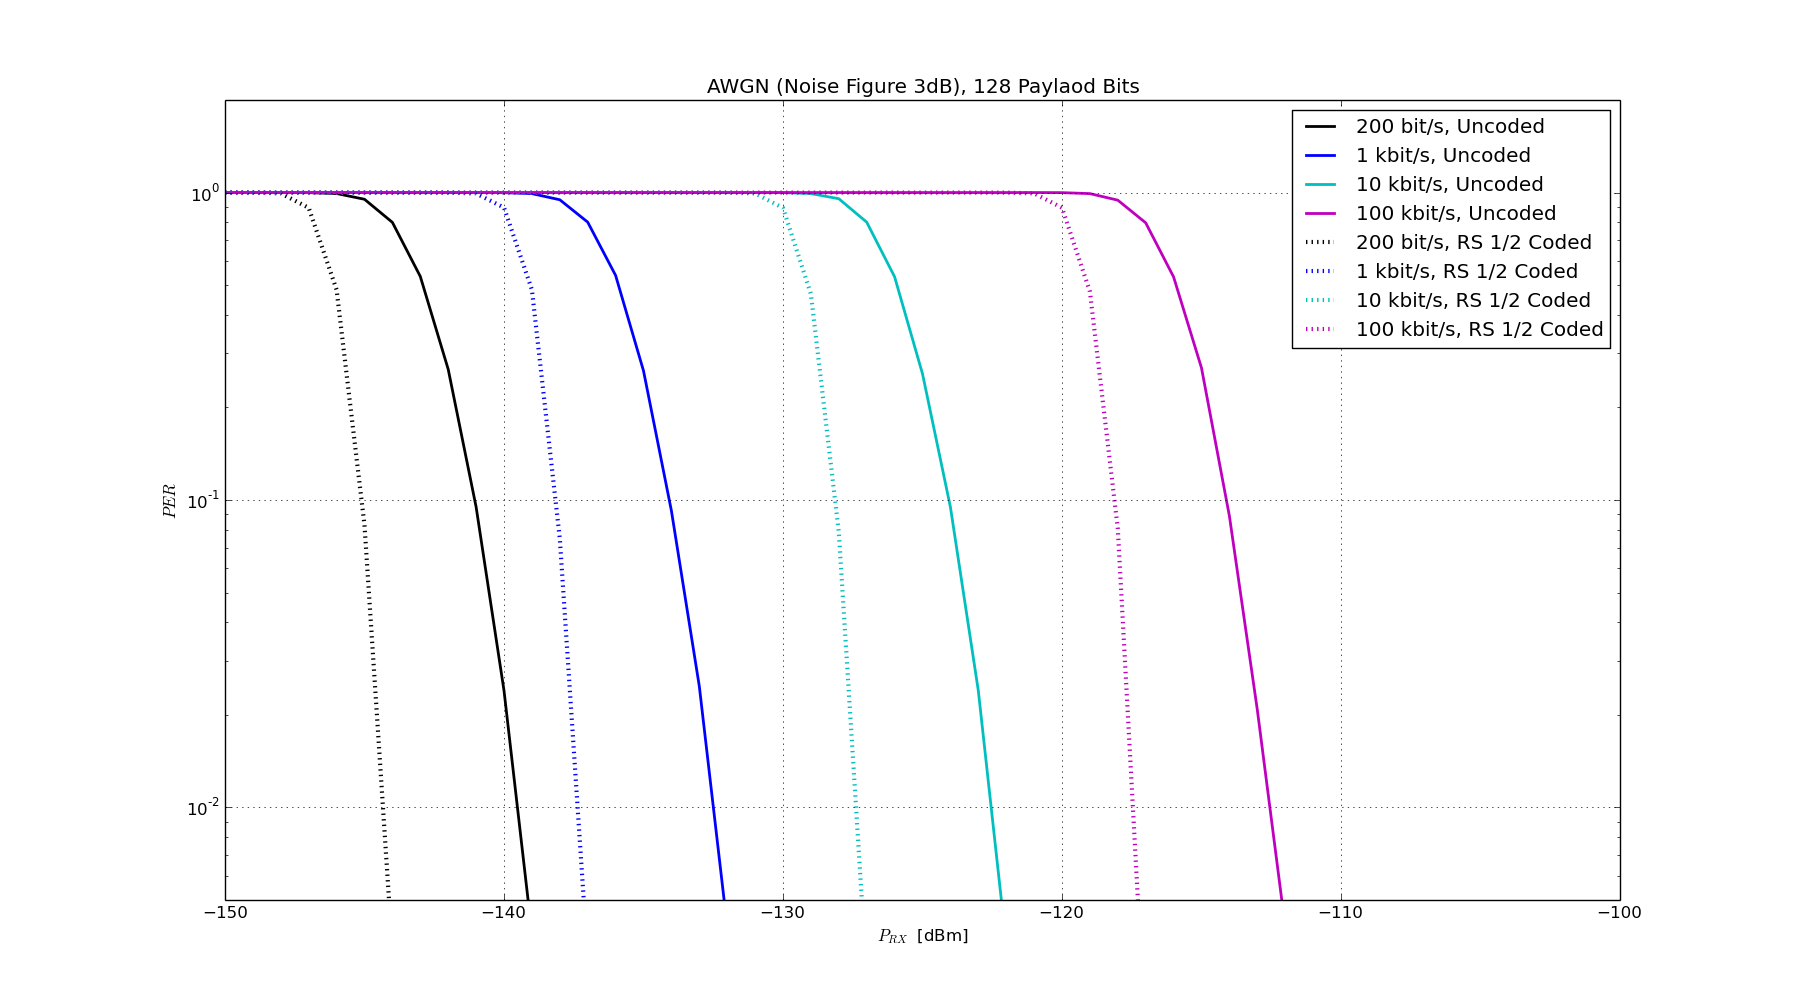 AWGN (Noise Figure 3dB), 128 Paylaod Bits
200 bit/s, Uncoded
1 kbit/s, Uncoded
10 kbit/s, Uncoded
100 kbit/s, Uncoded
200 bit/s, RS 1/2 Coded
1 kbit/s, RS 1/2 Coded
10 kbit/s, RS 1/2 Coded
100 kbit/s, RS 1/2 Coded
10^0
10^-1
10^-2
PER
−150 −140 −130 −120 −110 −100
P_RX [dBm]